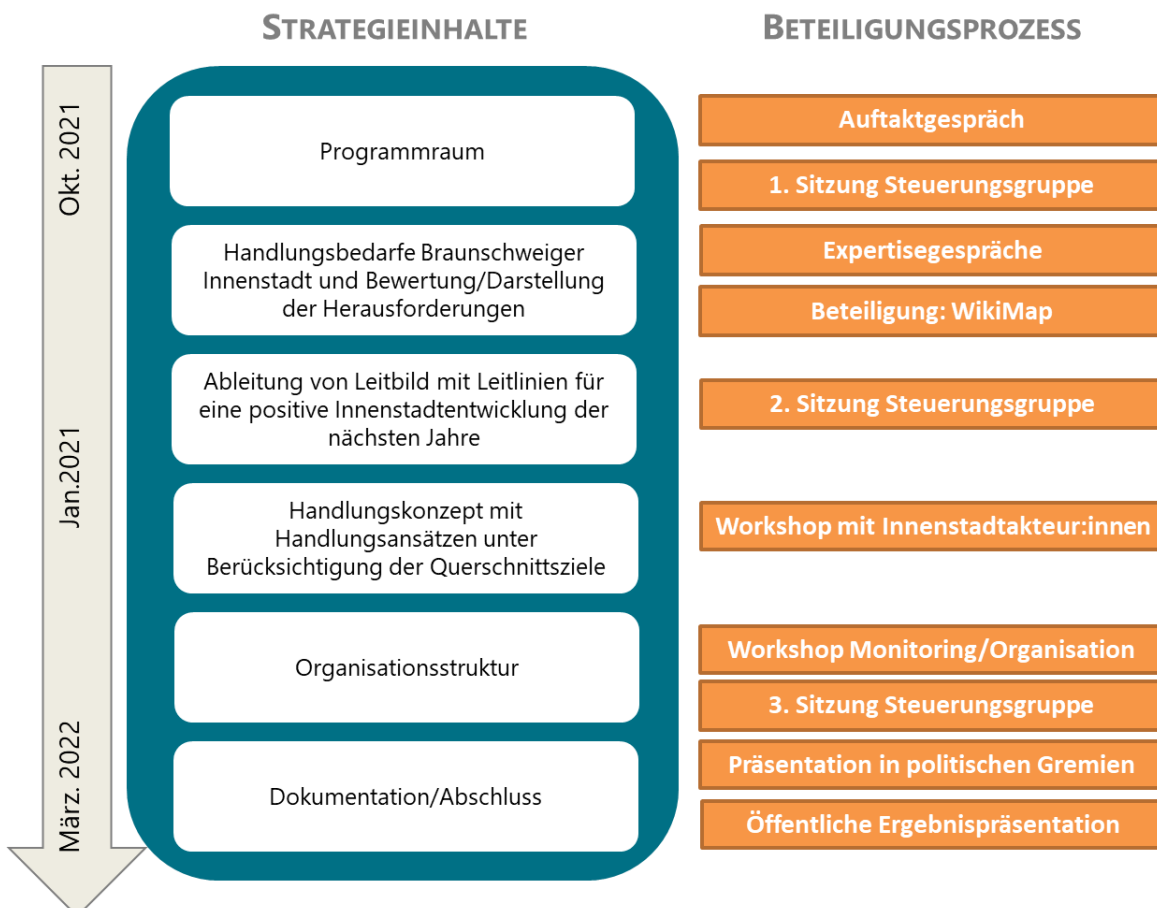 STRATEGIEINHALTE
BETEILIGUNGSPROZESS
Okt. 2021
Jan.2021
März. 2022
Programmraum
Handlungsbedarfe Braunschweiger
Innenstadt und Bewertung/Darstellung
der Herausforderungen
Ableitung von Leitbild mit Leitlinien für
eine positive Innenstadtentwicklung der
nächsten Jahre
Handlungskonzept mit
Handlungsansätzen unter
Berücksichtigung der Querschnittsziele
Organisationsstruktur
Dokumentation/Abschluss
Auftaktgespräch
1. Sitzung Steuerungsgruppe
Expertisegespräche
Beteiligung: WikiMap
2. Sitzung Steuerungsgruppe
Workshop mit Innenstadtakteur:innen
Workshop Monitoring/Organisation
3. Sitzung Steuerungsgruppe
Präsentation in politischen Gremien
Öffentliche Ergebnispräsentation